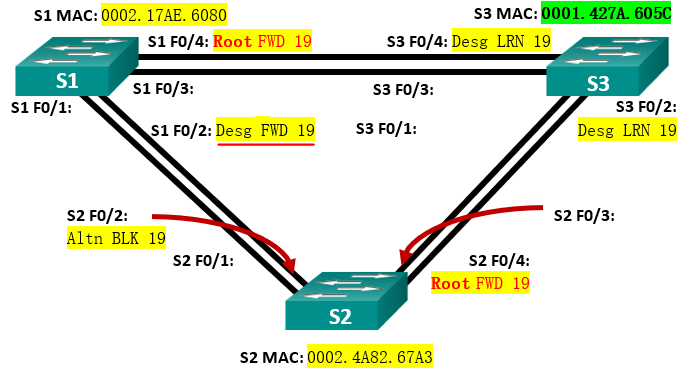 S1 MAC: 0002.17AE.6080
S3 MAC: 0001.427A.605C
S1 F0/4: Root FWD 19
S3 F0/4: Desg LRN 19
S1
S3
S1 F0/3:
S3 F0/3:
S1 F0/1:
S3 F0/2:
Desg LRN 19
S1 F0/2: Desg FWD 19
S3 F0/1:
S2 F0/2:
Altn BLK 19
S2 F0/3:
S2 F0/1:
S2 F0/4:
Root FWD 19
S2
S2 MAC: 0002.4A82.67A3